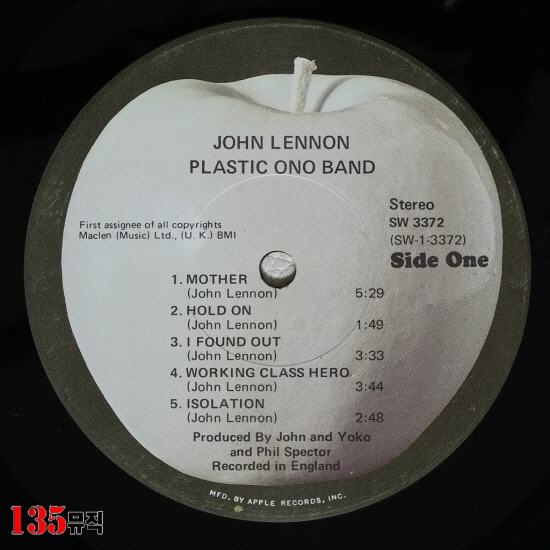 JOHN LENNON
PLASTIC ONO BAND
Stereo
SW 3372
(SW-1-3372)
Side One
First assignee of all copyrights
Maclen (Music) Ltd., (U. K.) BMI
1. MOTHER
(John Lennon) 5:29
2. HOLD ON
(John Lennon) 1:49
3. I FOUND OUT
(John Lennon) 3:33
4. WORKING CLASS HERO
(John Lennon) 3:44
5. ISOLATION
(John Lennon) 2:48
Produced By John and Yoko
and Phil Spector
Recorded in England
MFD. BY APPLE RECORDS, INC.
135뮤직